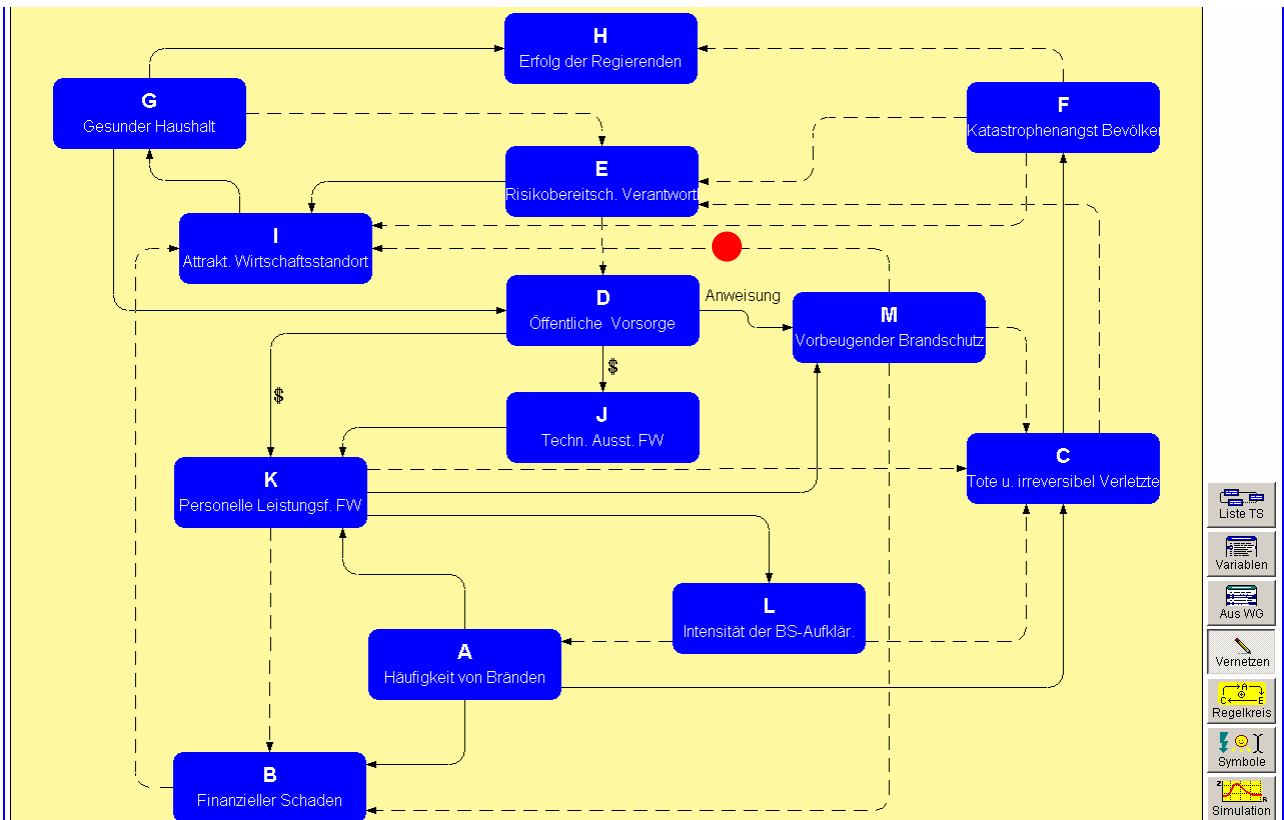 H
Erfolg der Regierenden
G
Gesunder Haushalt
F
Katastrophenangst Bevölker
E
Risikobereitsch. Verantwortl
I
Attrakt. Wirtschaftsstandort
D
Öffentliche Vorsorge
Anweisung
M
Vorbeugender Brandschutz
$
$
J
Techn. Ausst. FW
K
Personelle Leistungsf. FW
C
Tote u. irreversibel Verletzte
L
Intensität der BS-Aufklär.
A
Häufigkeit von Bränden
B
Finanzieller Schaden
Liste TS
Variablen
Aus WG
Vernetzen
A
C
E
Regelkreis
Symbole
Z
R
Simulation